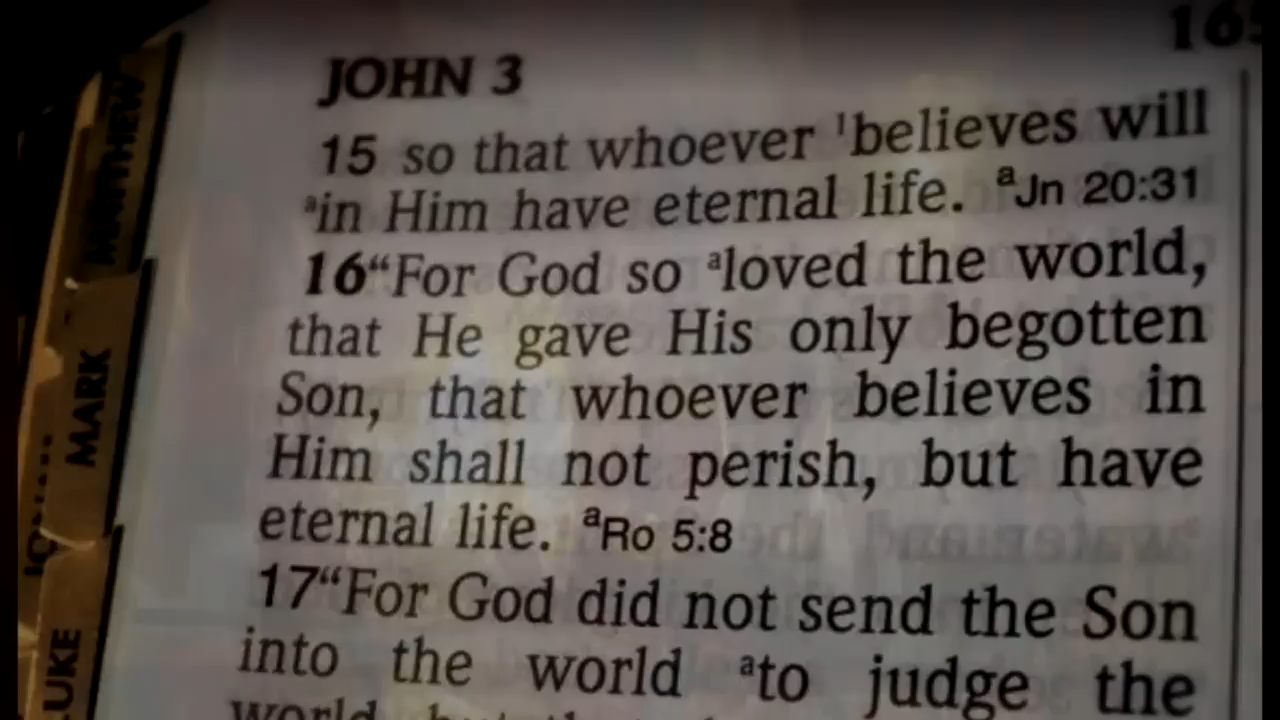 165
JOHN 3
15 so that whoever ¹believes will
ᵃin Him have eternal life. ᵃJn 20:31
16“For God so ᵃloved the world,
that He gave His only begotten
Son, that whoever believes in
Him shall not perish, but have
eternal life. ᵃRo 5:8
17“For God did not send the Son
into the world ᵃto judge the
world
MATTHEW
MARK
LUKE